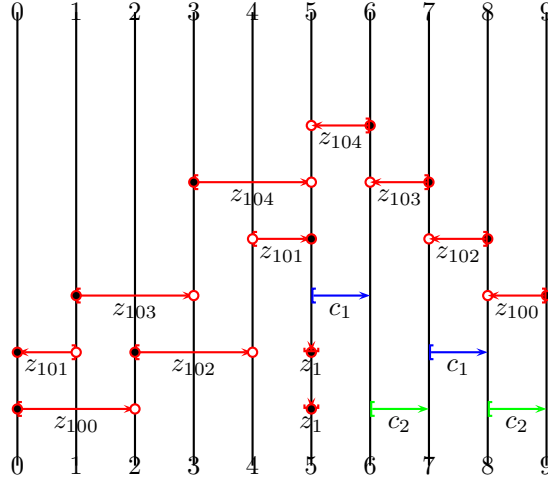 0 1 2 3 4 5 6 7 8 9
z₁₀₄
z₁₀₄ z₁₀₃
z₁₀₁ z₁₀₂
z₁₀₃ c₁ z₁₀₀
z₁₀₁ z₁₀₂ z₁ c₁
z₁₀₀ z₁ c₂ c₂
0 1 2 3 4 5 6 7 8 9